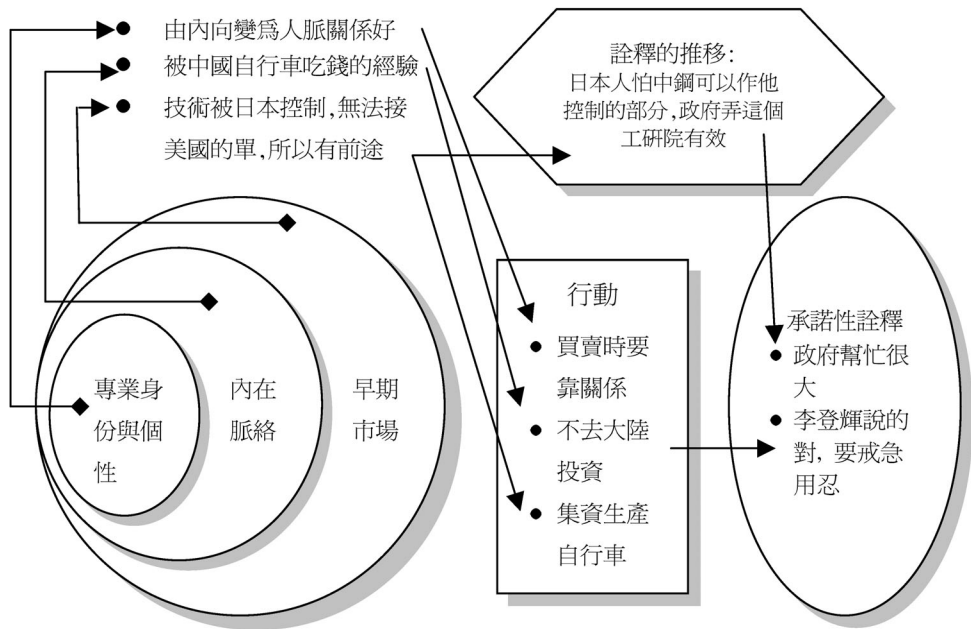 由內向變爲人脈關係好
被中國自行車吃錢的經驗
技術被日本控制,無法接
美國的單,所以有前途
詮釋的推移:
日本人怕中鋼可以作他
控制的部分,政府弄這個
工研院有效
專業身
份與個
性
內在
脈絡
早期
市場
行動
買賣時要
靠關係
不去大陸
投資
集資生產
自行車
承諾性詮釋
政府幫忙很
大
李登輝說的
對, 要戒急
用忍